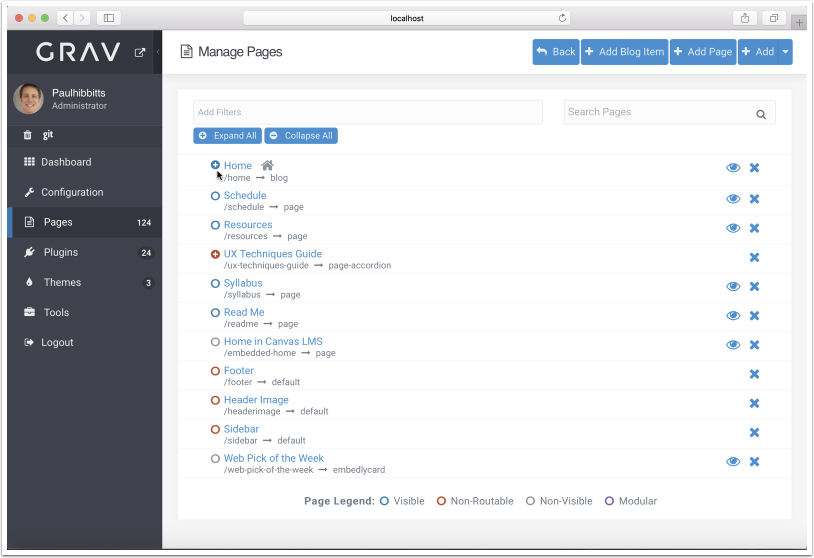 localhost
GRAV
Manage Pages
Back
Add Blog Item
Add Page
Add
Paulhibbitts
Administrator
git
Dashboard
Configuration
Pages 124
Plugins 24
Themes 3
Tools
Logout
Add Filters
Search Pages
Expand All
Collapse All
Home
/home → blog
Schedule
/schedule → page
Resources
/resources → page
UX Techniques Guide
/ux-techniques-guide → page-accordion
Syllabus
/syllabus → page
Read Me
/readme → page
Home in Canvas LMS
/embedded-home → page
Footer
/footer → default
Header Image
/headerimage → default
Sidebar
/sidebar → default
Web Pick of the Week
/web-pick-of-the-week → embedlycard
Page Legend: Visible Non-Routable Non-Visible Modular